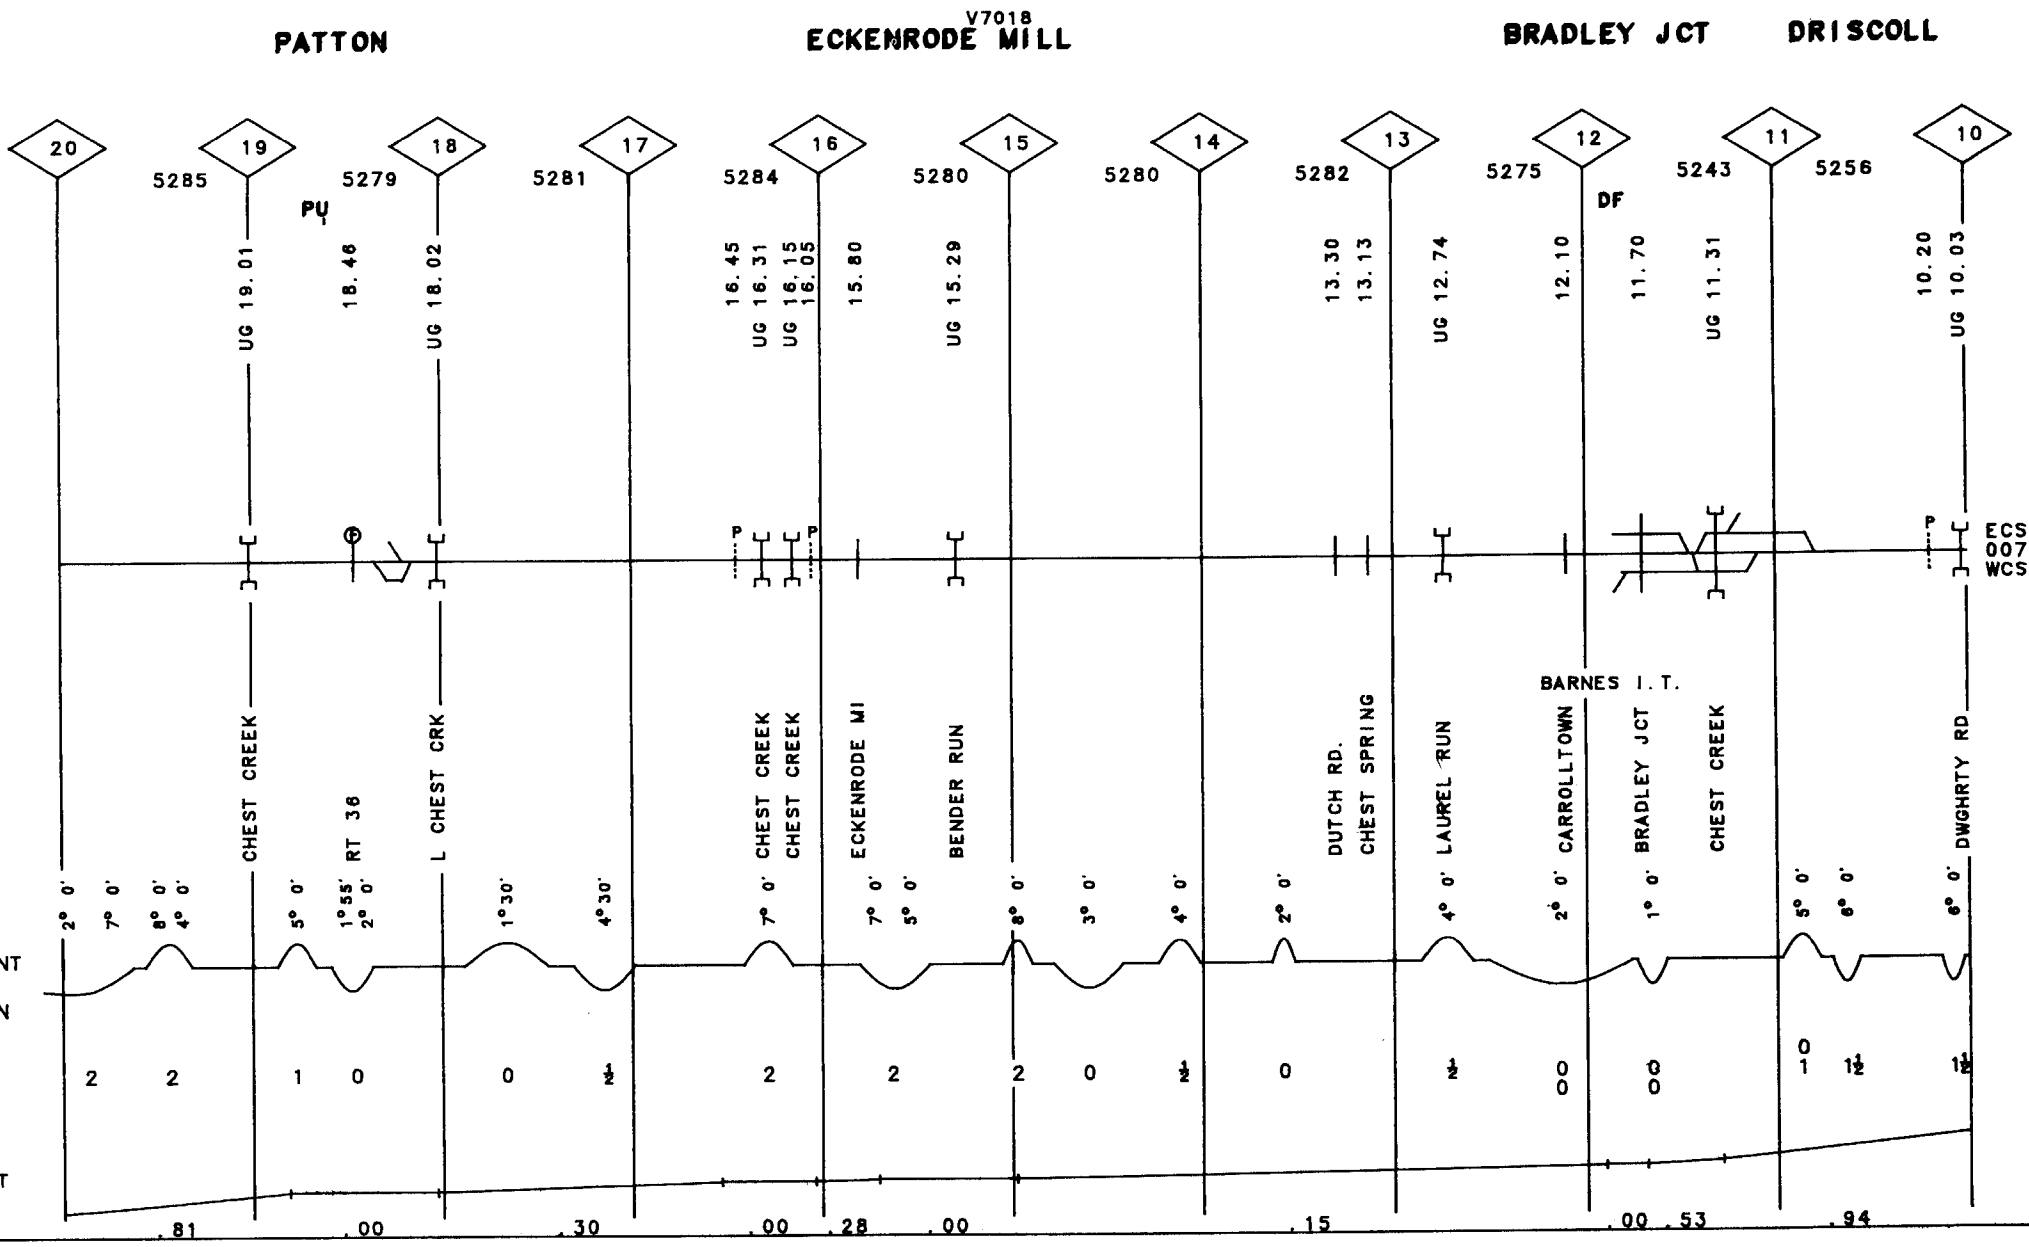 V7018
PATTON ECKENRODE MILL BRADLEY JCT DRISCOLL
20 19 18 17 16 15 14 13 12 11 10
5285 5279 5281 5284 5280 5280 5282 5275 5243 5256
PU DF
UG 19.01
18.46
UG 18.02
16.45
UG 16.31
UG 16.15
16.05
15.80
UG 15.29
13.30
13.13
UG 12.74
12.10
11.70
UG 11.31
10.20
UG 10.03
P P P
ECS
007
WCS
BARNES I.T.
CHEST CREEK
RT 36
L CHEST CRK
CHEST CREEK
CHEST CREEK
ECKENRODE MI
BENDER RUN
DUTCH RD.
CHEST SPRING
LAUREL RUN
CARROLLTOWN
BRADLEY JCT
CHEST CREEK
DWGHRTY RD
2° 0'
7° 0'
8° 0'
4° 0'
5° 0'
1°55'
2° 0'
1°30'
4°30'
7° 0'
7° 0'
5° 0'
8° 0'
3° 0'
4° 0'
2° 0'
4° 0'
2° 0'
1° 0'
5° 0'
6° 0'
6° 0'
NT
N
0
2 2 1 0 0 ½ 2 2 2 0 ½ 0 ½ 0 0 1 1½ 1½
0 0
T
.81 .00 .30 .00 .28 .00 .15 .00 .53 .94